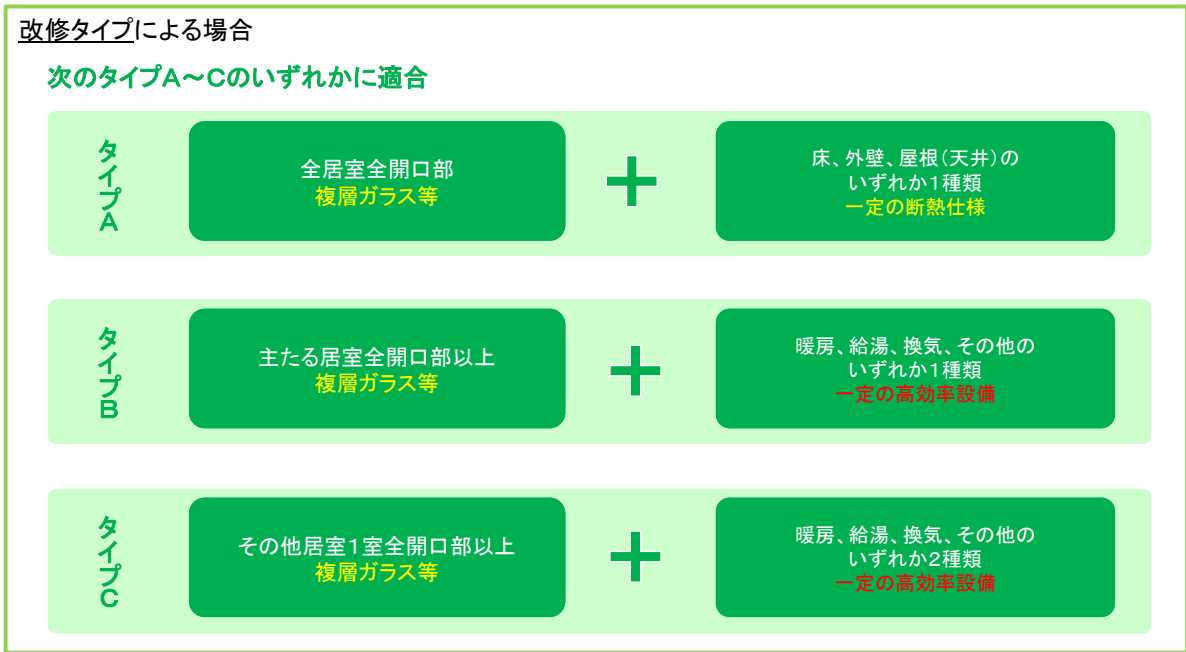 改修タイプによる場合
次のタイプA～Cのいずれかに適合
タイプA
全居室全開口部
複層ガラス等
＋
床、外壁、屋根（天井）の
いずれか１種類
一定の断熱仕様
タイプB
主たる居室全開口部以上
複層ガラス等
＋
暖房、給湯、換気、その他の
いずれか１種類
一定の高効率設備
タイプC
その他居室１室全開口部以上
複層ガラス等
＋
暖房、給湯、換気、その他の
いずれか２種類
一定の高効率設備